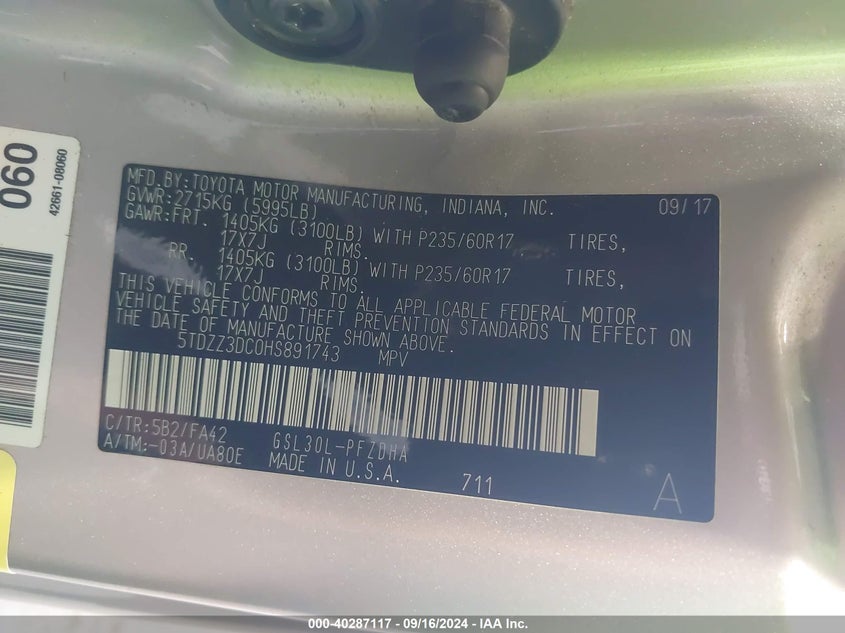 060
42661-08060
MFD.BY:TOYOTA MOTOR MANUFACTURING, INDIANA, INC. 09/17
GVWR:2715KG (5995LB)
GAWR:FRT. 1405KG (3100LB) WITH P235/60R17 TIRES,
17X7J RIMS.
RR. 1405KG (3100LB) WITH P235/60R17 TIRES,
17X7J RIMS.
THIS VEHICLE CONFORMS TO ALL APPLICABLE FEDERAL MOTOR
VEHICLE SAFETY AND THEFT PREVENTION STANDARDS IN EFFECT ON
THE DATE OF MANUFACTURE SHOWN ABOVE.
5TDZZ3DC0HS891743 MPV
C/TR:5B2/FA42 GSL30L-PFZDHA
A/TM:-03A/UA80E MADE IN U.S.A. 711 A
000-40287117 - 09/16/2024 - IAA Inc.